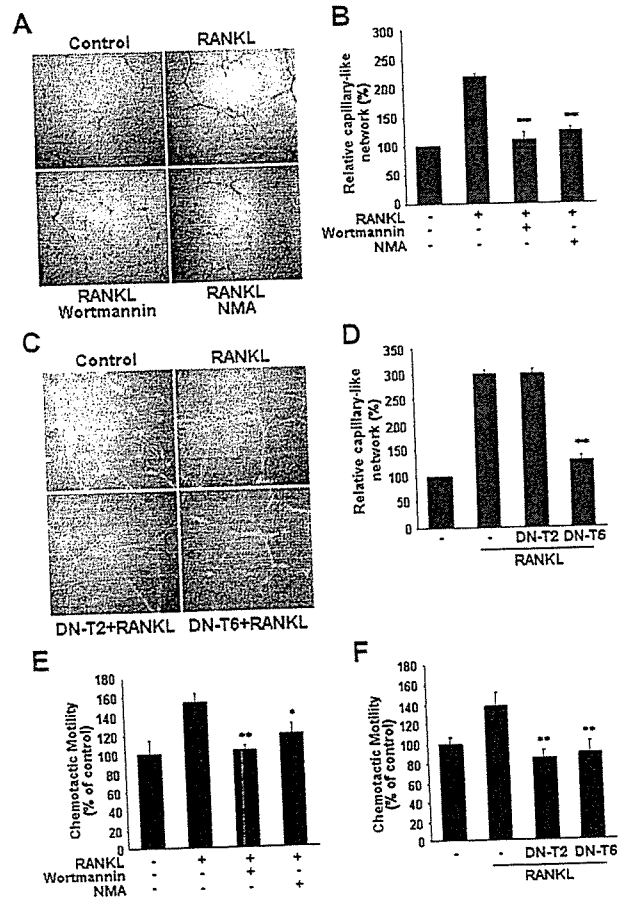 A
Control RANKL
RANKL RANKL
Wortmannin NMA
B
Relative capillary-like
network (%)
300
250
200
150
100
50
0
** **
RANKL - + + +
Wortmannin - - + -
NMA - - - +
C
Control RANKL
DN-T2+RANKL DN-T6+RANKL
D
Relative capillary-like
network (%)
350
300
250
200
150
100
50
0
**
- - DN-T2 DN-T6
RANKL
E
Chemotactic Motility
(% of control)
180
160
140
120
100
80
60
40
20
0
** *
RANKL - + + +
Wortmannin - - + -
NMA - - - +
F
Chemotactic Motility
(% of control)
180
160
140
120
100
80
60
40
20
0
** **
- - DN-T2 DN-T6
RANKL